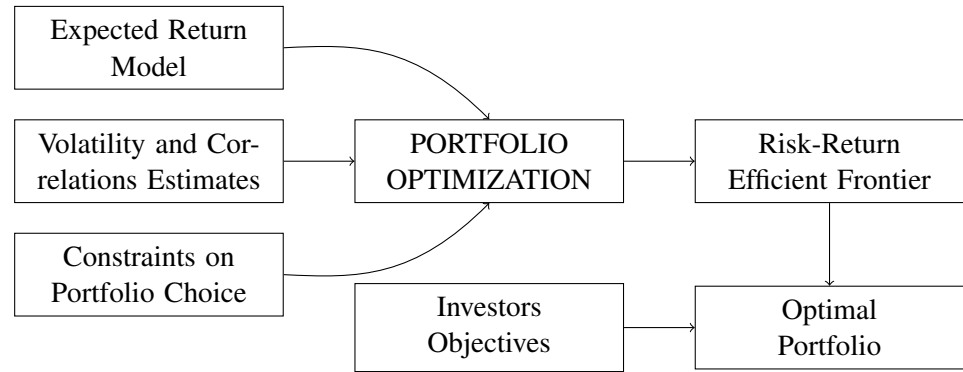 Expected Return
Model
Volatility and Cor-
relations Estimates
Constraints on
Portfolio Choice
PORTFOLIO
OPTIMIZATION
Risk-Return
Efficient Frontier
Investors
Objectives
Optimal
Portfolio